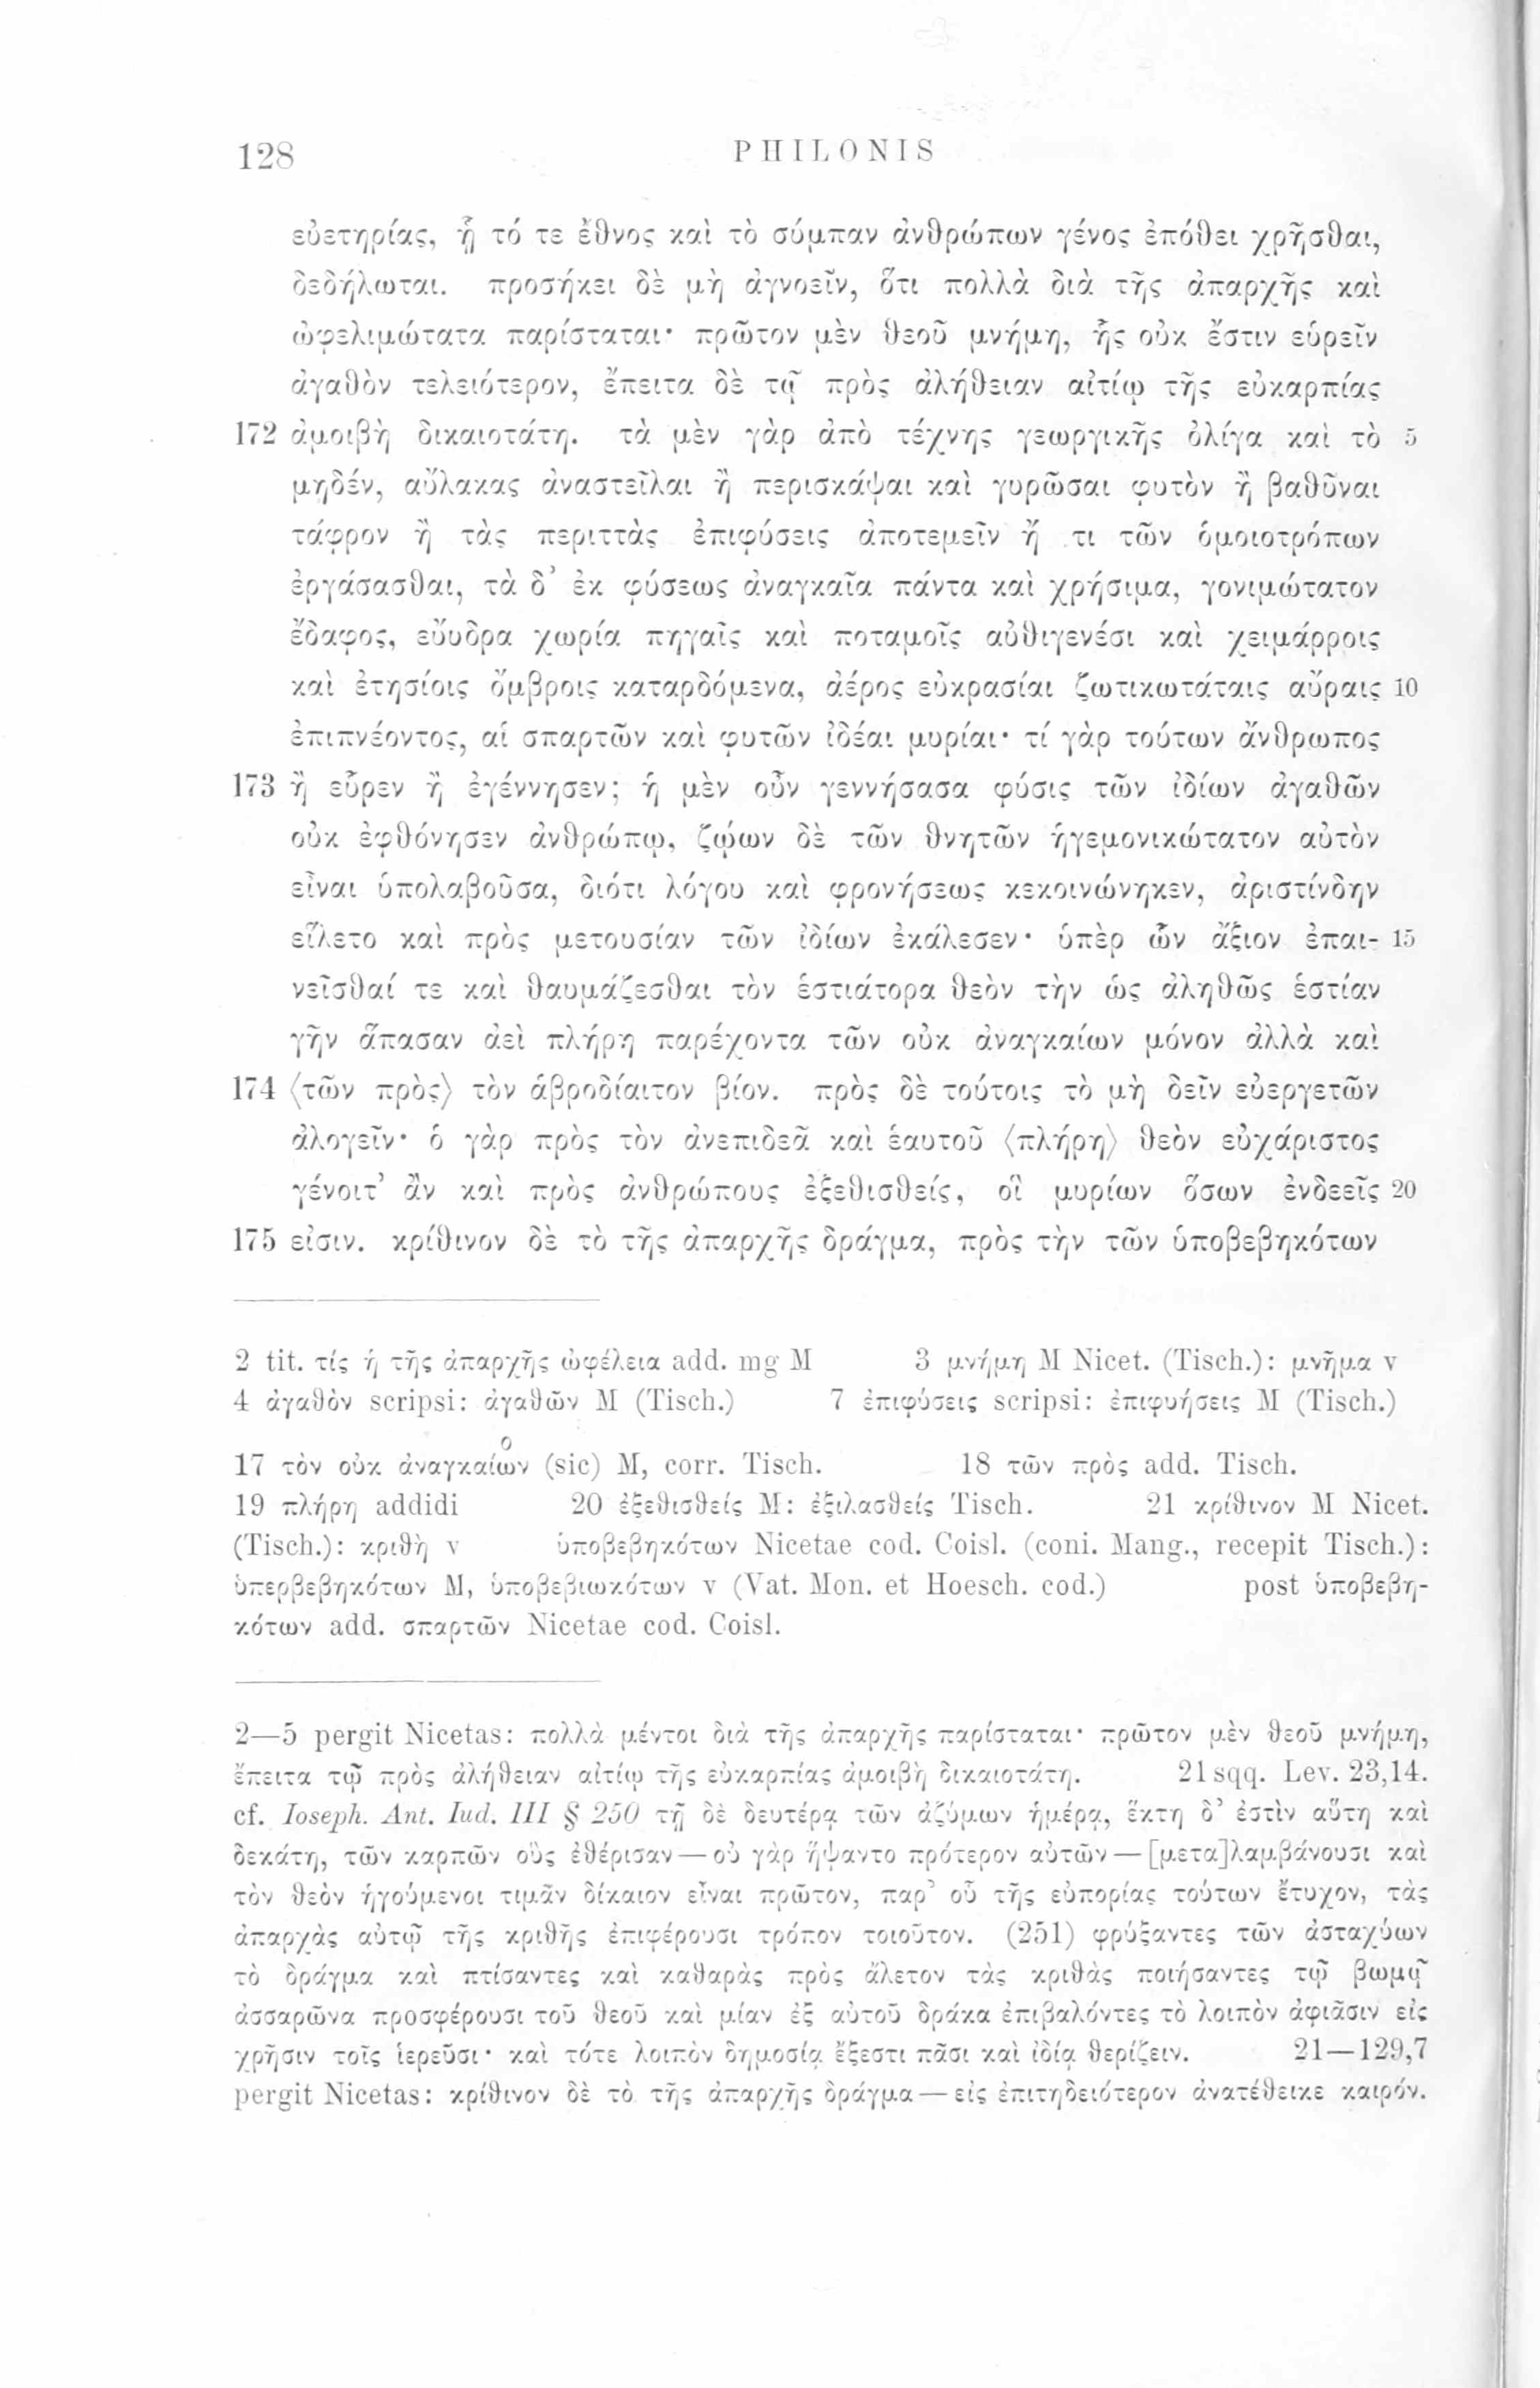 128 PHILONIS
εὐετηρίας, ᾗ τό τε ἔθνος καὶ τὸ σύμπαν ἀνθρώπων γένος ἐπόθει χρῆσθαι,
δεδήλωται. προσήκει δὲ μὴ ἀγνοεῖν, ὅτι πολλὰ διὰ τῆς ἀπαρχῆς καὶ
ὠφελιμώτατα παρίσταται· πρῶτον μὲν θεοῦ μνήμη, ἧς οὐκ ἔστιν εὑρεῖν
ἀγαθὸν τελειότερον, ἔπειτα δὲ τῷ πρὸς ἀλήθειαν αἰτίῳ τῆς εὐκαρπίας
172 ἀμοιβὴ δικαιοτάτη. τὰ μὲν γὰρ ἀπὸ τέχνης γεωργικῆς ὀλίγα καὶ τὸ 5
μηδέν, αὔλακας ἀναστεῖλαι ἢ περισκάψαι καὶ γυρῶσαι φυτὸν ἢ βαθῦναι
τάφρον ἢ τὰς περιττὰς ἐπιφύσεις ἀποτεμεῖν ἤ τι τῶν ὁμοιοτρόπων
ἐργάσασθαι, τὰ δ’ ἐκ φύσεως ἀναγκαῖα πάντα καὶ χρήσιμα, γονιμώτατον
ἔδαφος, εὔυδρα χωρία πηγαῖς καὶ ποταμοῖς αὐθιγενέσι καὶ χειμάρροις
καὶ ἐτησίοις ὄμβροις καταρδόμενα, ἀέρος εὐκρασίαι ζωτικωτάταις αὔραις 10
ἐπιπνέοντος, αἱ σπαρτῶν καὶ φυτῶν ἰδέαι μυρίαι· τί γὰρ τούτων ἄνθρωπος
173 ἢ εὗρεν ἢ ἐγέννησεν; ἡ μὲν οὖν γεννήσασα φύσις τῶν ἰδίων ἀγαθῶν
οὐκ ἐφθόνησεν ἀνθρώπῳ, ζῴων δὲ τῶν θνητῶν ἡγεμονικώτατον αὐτὸν
εἶναι ὑπολαβοῦσα, διότι λόγου καὶ φρονήσεως κεκοινώνηκεν, ἀριστίνδην
εἵλετο καὶ πρὸς μετουσίαν τῶν ἰδίων ἐκάλεσεν· ὑπὲρ ὧν ἄξιον ἐπαι- 15
νεῖσθαί τε καὶ θαυμάζεσθαι τὸν ἑστιάτορα θεὸν τὴν ὡς ἀληθῶς ἑστίαν
γῆν ἅπασαν ἀεὶ πλήρη παρέχοντα τῶν οὐκ ἀναγκαίων μόνον ἀλλὰ καὶ
174 ⟨τῶν πρὸς⟩ τὸν ἁβροδίαιτον βίον. πρὸς δὲ τούτοις τὸ μὴ δεῖν εὐεργετῶν
ἀλογεῖν· ὁ γὰρ πρὸς τὸν ἀνεπιδεᾶ καὶ ἑαυτοῦ ⟨πλήρη⟩ θεὸν εὐχάριστος
γένοιτ’ ἂν καὶ πρὸς ἀνθρώπους ἐξεθισθείς, οἳ μυρίων ὅσων ἐνδεεῖς 20
175 εἰσιν. κρίθινον δὲ τὸ τῆς ἀπαρχῆς δράγμα, πρὸς τὴν τῶν ὑποβεβηκότων
2 tit. τίς ἡ τῆς ἀπαρχῆς ὠφέλεια add. mg M 3 μνήμη M Nicet. (Tisch.): μνῆμα v
4 ἀγαθὸν scripsi: ἀγαθῶν M (Tisch.) 7 ἐπιφύσεις scripsi: ἐπιφυήσεις M (Tisch.)
17 τὸν οὐκ ἀναγκαίων̊ (sic) M, corr. Tisch. 18 τῶν πρὸς add. Tisch.
19 πλήρη addidi 20 ἐξεθισθείς M: ἐξιλασθείς Tisch. 21 κρίθινον M Nicet.
(Tisch.): κριθὴ v ὑποβεβηκότων Nicetae cod. Coisl. (coni. Mang., recepit Tisch.):
ὑπερβεβηκότων M, ὑποβεβιωκότων v (Vat. Mon. et Hoesch. cod.) post ὑποβεβη-
κότων add. σπαρτῶν Nicetae cod. Coisl.
2—5 pergit Nicetas: πολλὰ μέντοι διὰ τῆς ἀπαρχῆς παρίσταται· πρῶτον μὲν θεοῦ μνήμη,
ἔπειτα τῷ πρὸς ἀλήθειαν αἰτίῳ τῆς εὐκαρπίας ἀμοιβὴ δικαιοτάτη. 21 sqq. Lev. 23,14.
cf. Ioseph. Ant. Iud. III § 250 τῇ δὲ δευτέρᾳ τῶν ἀζύμων ἡμέρᾳ, ἕκτη δ’ ἐστὶν αὕτη καὶ
δεκάτη, τῶν καρπῶν οὓς ἐθέρισαν — οὐ γὰρ ἥψαντο πρότερον αὐτῶν — [μετα]λαμβάνουσι καὶ
τὸν θεὸν ἡγούμενοι τιμᾶν δίκαιον εἶναι πρῶτον, παρ’ οὗ τῆς εὐπορίας τούτων ἔτυχον, τὰς
ἀπαρχὰς αὐτῷ τῆς κριθῆς ἐπιφέρουσι τρόπον τοιοῦτον. (251) φρύξαντες τῶν ἀσταχύων
τὸ δράγμα καὶ πτίσαντες καὶ καθαρὰς πρὸς ἄλετον τὰς κριθὰς ποιήσαντες τῷ βωμῷ
ἀσσαρῶνα προσφέρουσι τοῦ θεοῦ καὶ μίαν ἐξ αὐτοῦ δράκα ἐπιβαλόντες τὸ λοιπὸν ἀφιᾶσιν εἰς
χρῆσιν τοῖς ἱερεῦσι· καὶ τότε λοιπὸν δημοσίᾳ ἔξεστι πᾶσι καὶ ἰδίᾳ θερίζειν. 21—129,7
pergit Nicetas: κρίθινον δὲ τὸ τῆς ἀπαρχῆς δράγμα — εἰς ἐπιτηδειότερον ἀνατέθεικε καιρόν.